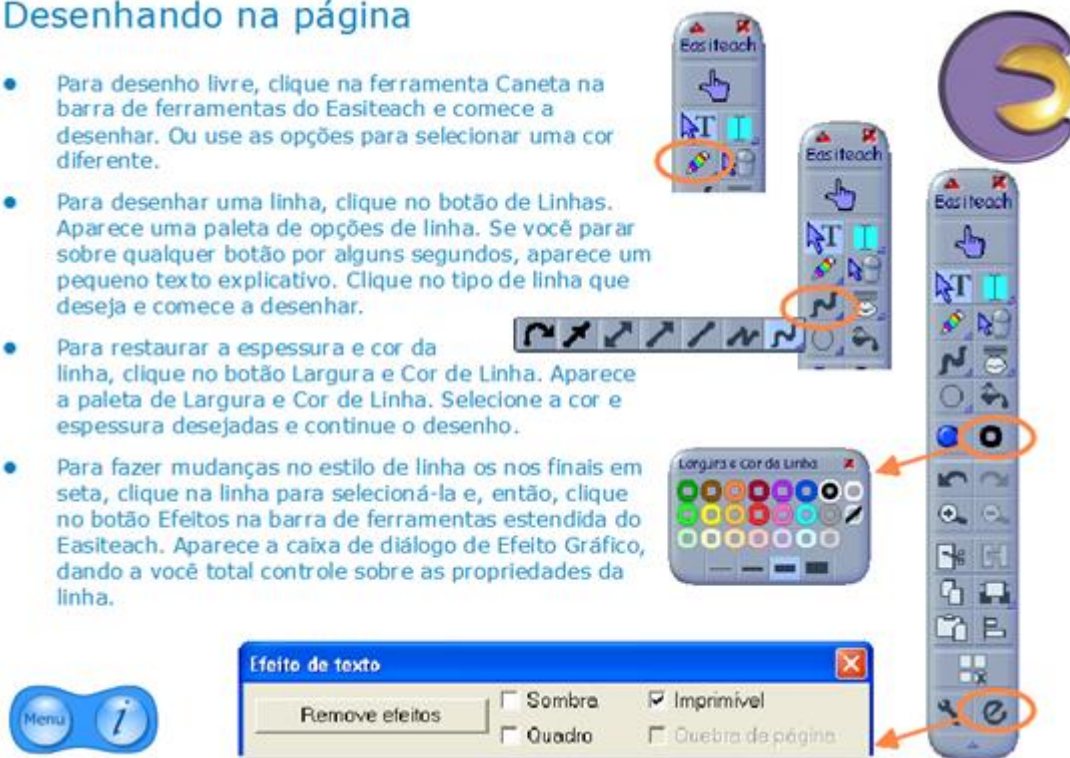 Desenhando na página
Para desenho livre, clique na ferramenta Caneta na
barra de ferramentas do Easiteach e comece a
desenhar. Ou use as opções para selecionar uma cor
diferente.
Para desenhar uma linha, clique no botão de Linhas.
Aparece uma paleta de opções de linha. Se você parar
sobre qualquer botão por alguns segundos, aparece um
pequeno texto explicativo. Clique no tipo de linha que
deseja e comece a desenhar.
Para restaurar a espessura e cor da
linha, clique no botão Largura e Cor de Linha. Aparece
a paleta de Largura e Cor de Linha. Selecione a cor e
espessura desejadas e continue o desenho.
Para fazer mudanças no estilo de linha os nos finais em
seta, clique na linha para selecioná-la e, então, clique
no botão Efeitos na barra de ferramentas estendida do
Easiteach. Aparece a caixa de diálogo de Efeito Gráfico,
dando a você total controle sobre as propriedades da
linha.
Easiteach
T
Easiteach
T
Easiteach
T
Largura e Cor da Linha
Efeito de texto
Remove efeitos
Sombra
Imprimível
Quadro
Quebra de página
Menu
i